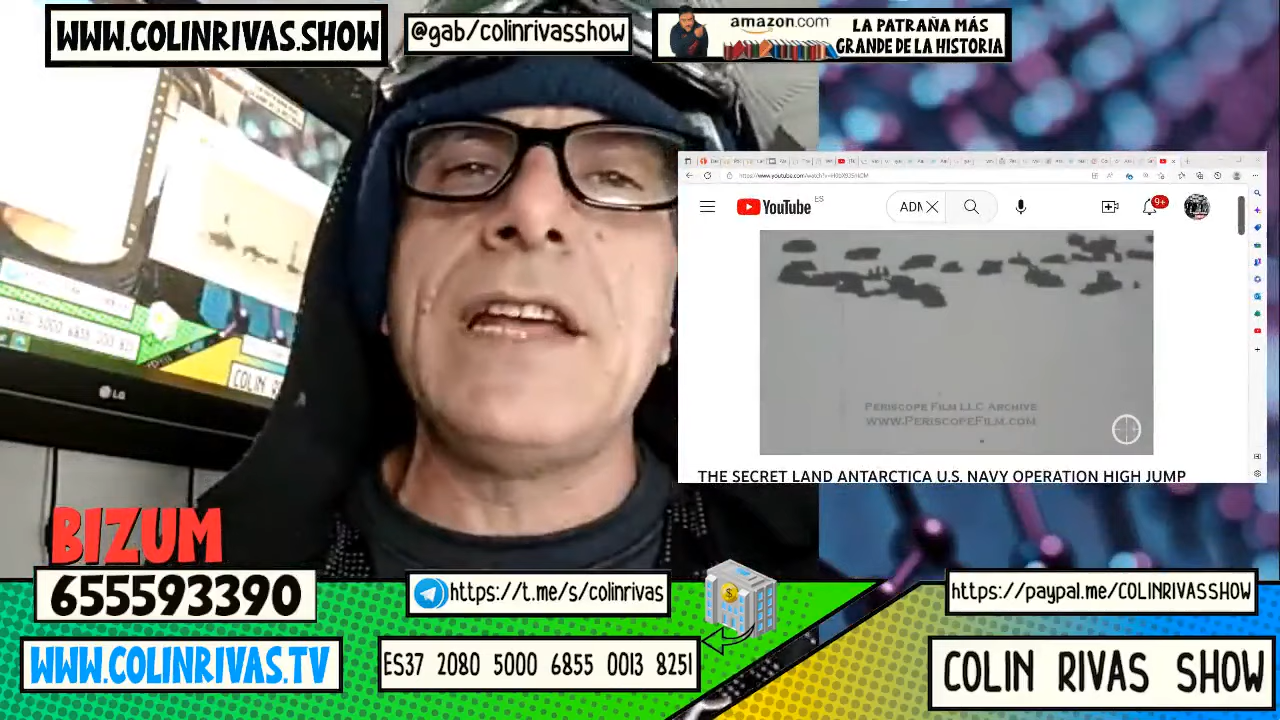 WWW.COLINRIVAS.SHOW
@gab/colinrivasshow
amazon.com
LA PATRAÑA MÁS
GRANDE DE LA HISTORIA
YouTube
ES
ADM
9+
PERISCOPE FILM LLC ARCHIVE
WWW.PERISCOPEFILM.COM
THE SECRET LAND ANTARCTICA U.S. NAVY OPERATION HIGH JUMP
LG
BIZUM
655593390
https://t.me/s/colinrivas
https://paypal.me/COLINRIVASSHOW
WWW.COLINRIVAS.TV
ES37 2080 5000 6855 0013 8251
COLIN RIVAS SHOW